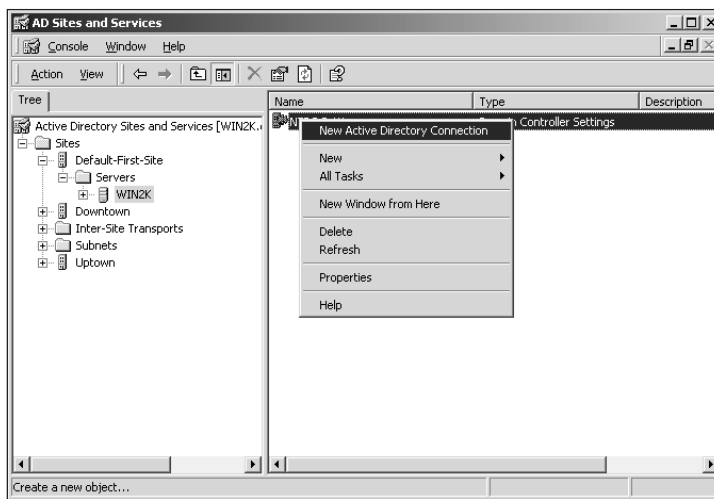 AD Sites and Services
Console Window Help
Action View
Tree
Name Type Description
Active Directory Sites and Services [WIN2K.
Sites
Default-First-Site
Servers
WIN2K
Downtown
Inter-Site Transports
Subnets
Uptown
Controller Settings
New Active Directory Connection
New
All Tasks
New Window from Here
Delete
Refresh
Properties
Help
Create a new object...